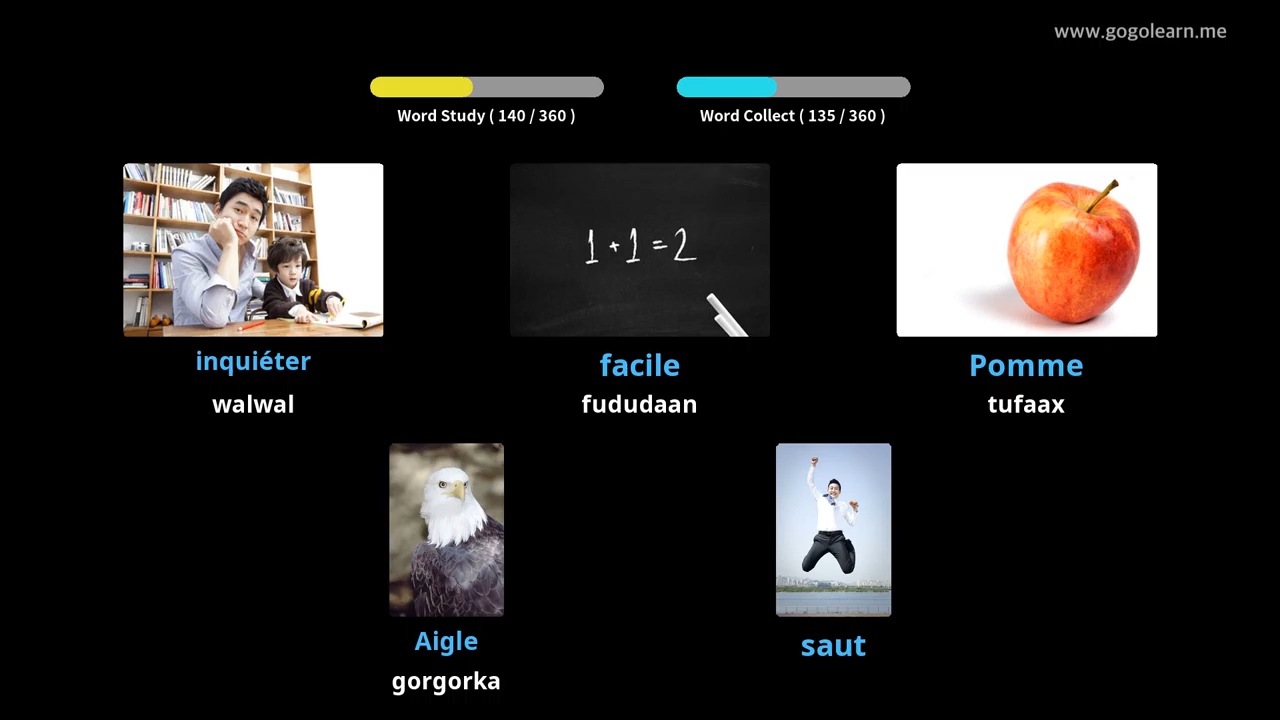 www.gogolearn.me
Word Study ( 140 / 360 )
Word Collect ( 135 / 360 )
1 + 1 = 2
inquiéter
walwal
facile
fududaan
Pomme
tufaax
Aigle
gorgorka
saut